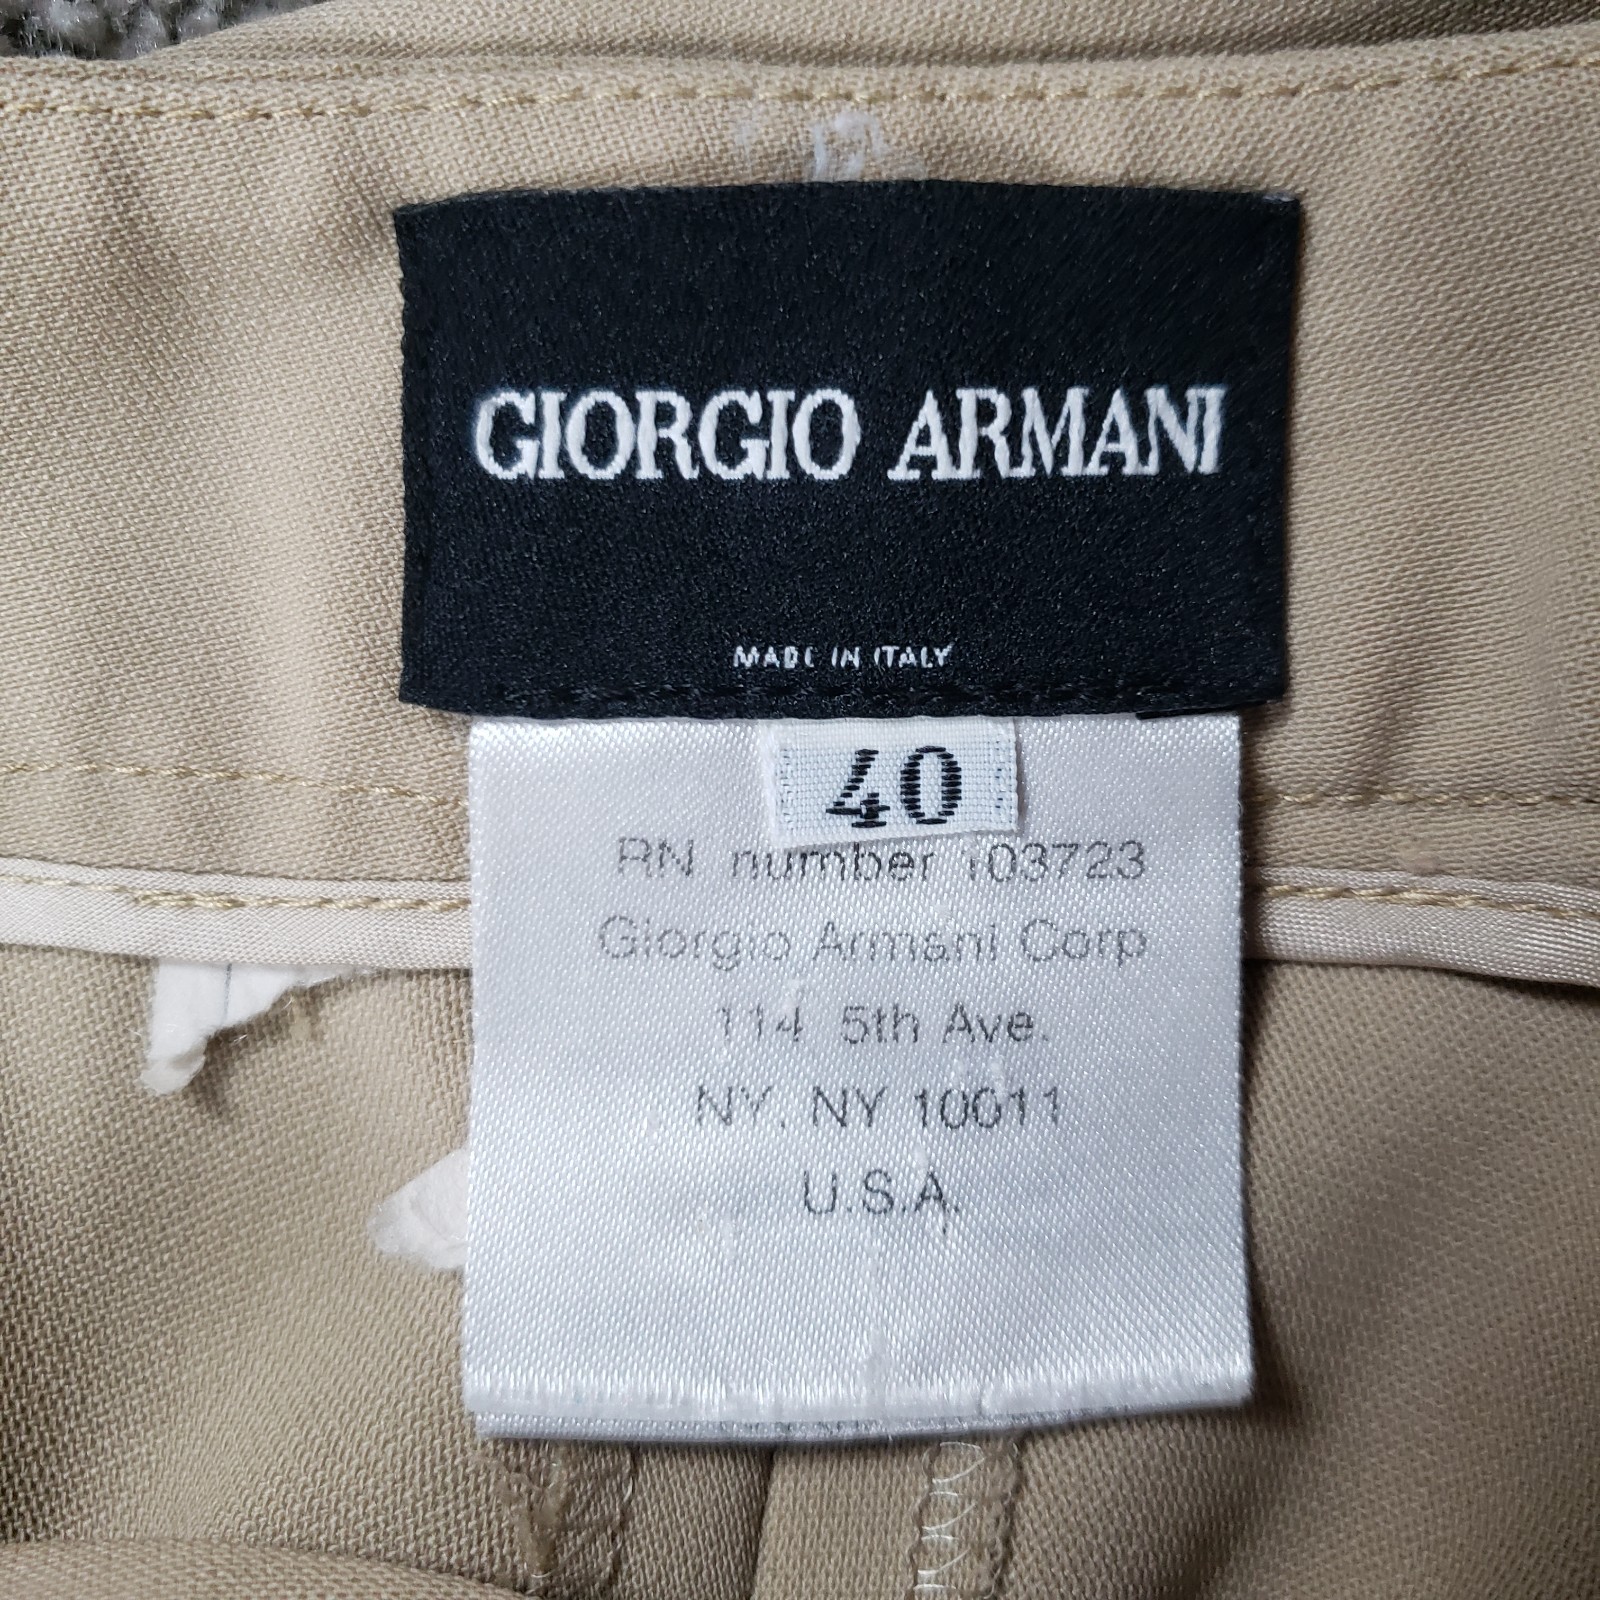 GIORGIO ARMANI
MADE IN ITALY
40
RN number 103723
Giorgio Armani Corp
114 5th Ave.
NY, NY 10011
U.S.A.